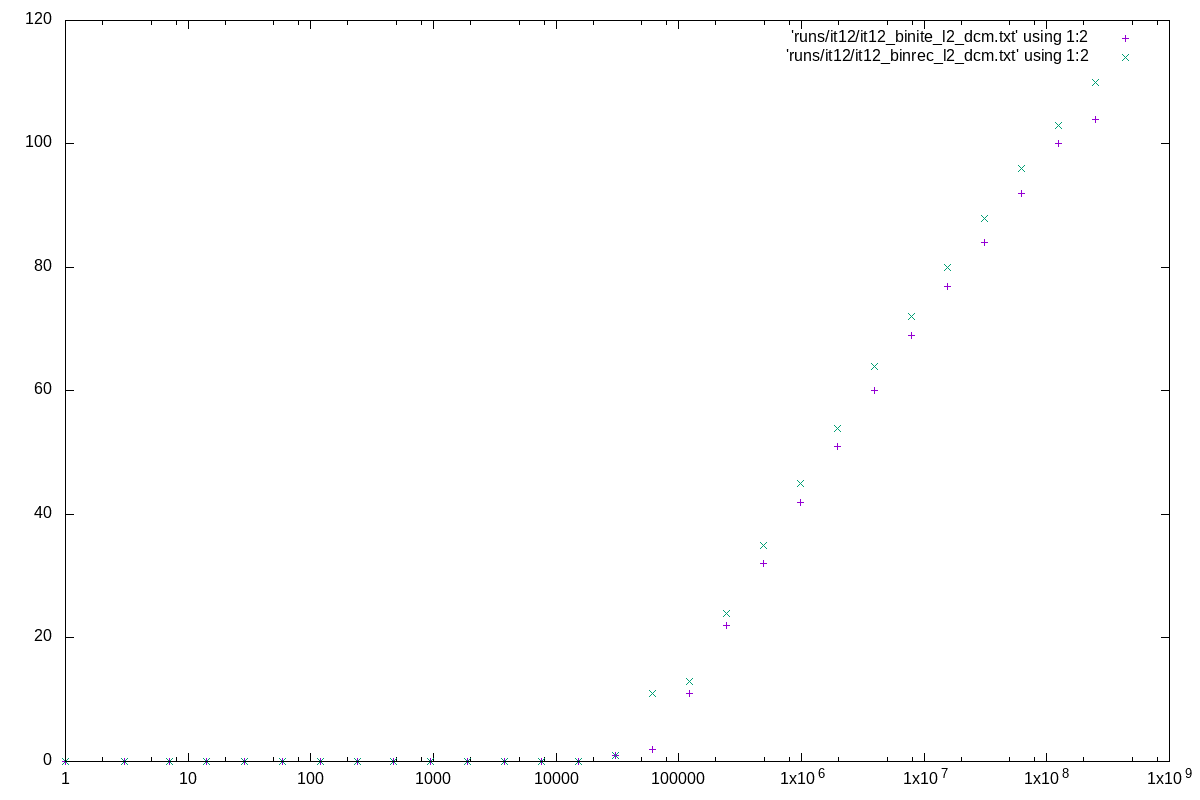 120
'runs/it12/it12_binite_l2_dcm.txt' using 1:2
'runs/it12/it12_binrec_l2_dcm.txt' using 1:2
100
80
60
40
20
0
1 10 100 1000 10000 100000 1x10^6 1x10^7 1x10^8 1x10^9